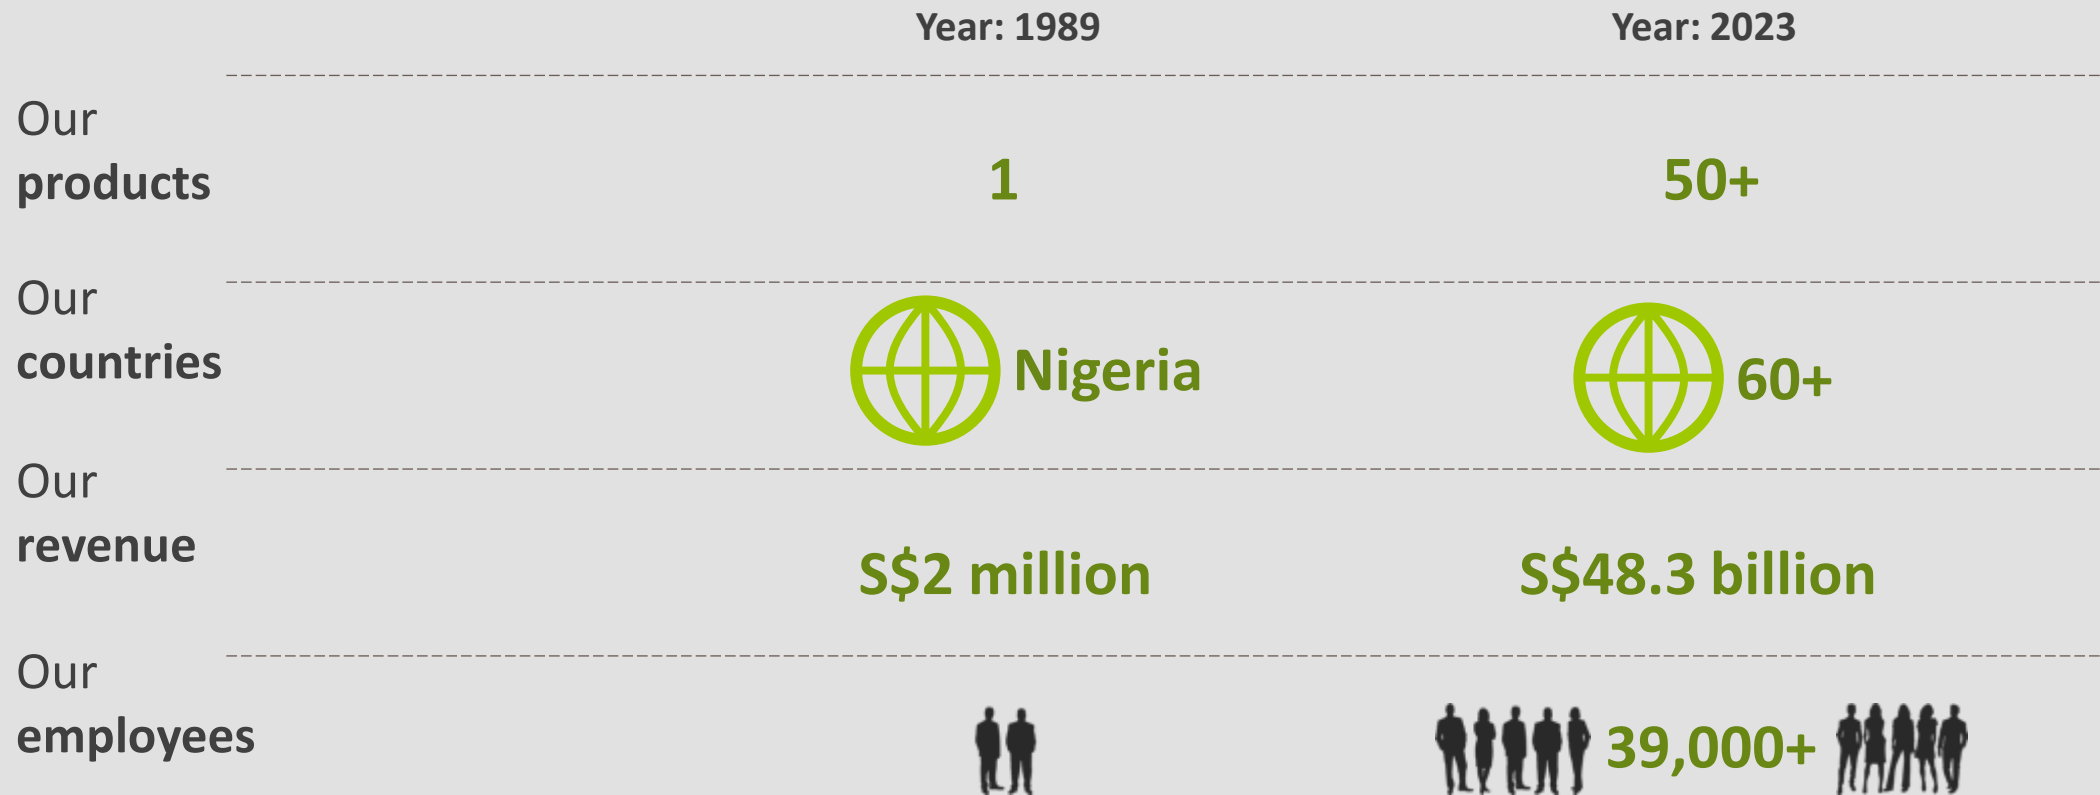 Year: 1989 Year: 2023
Our
products
1 50+
Our
countries
Nigeria 60+
Our
revenue
S$2 million S$48.3 billion
Our
employees
39,000+